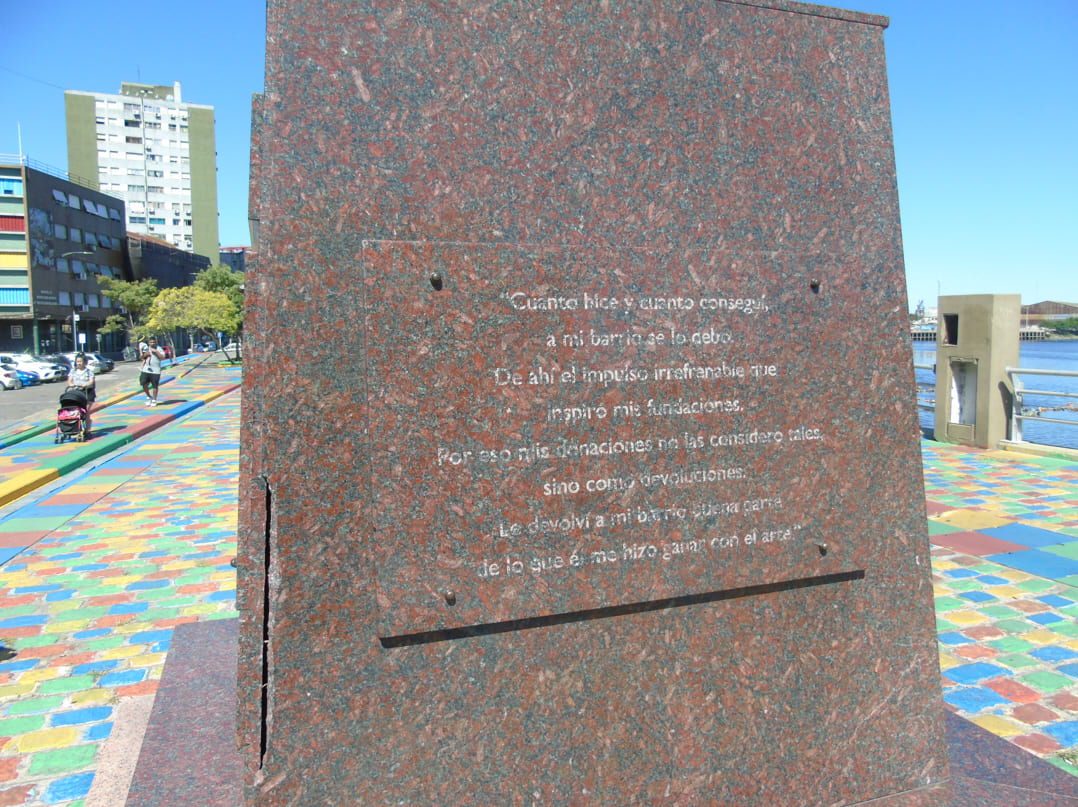 "Cuanto hice y cuanto conseguí,
a mi barrio se lo debo.
De ahí el impulso irrefrenable que
inspiró mis fundaciones.
Por eso mis donaciones no las considero tales,
sino como devoluciones.
Le devolví a mi barrio buena parte
de lo que él me hizo ganar con el arte."